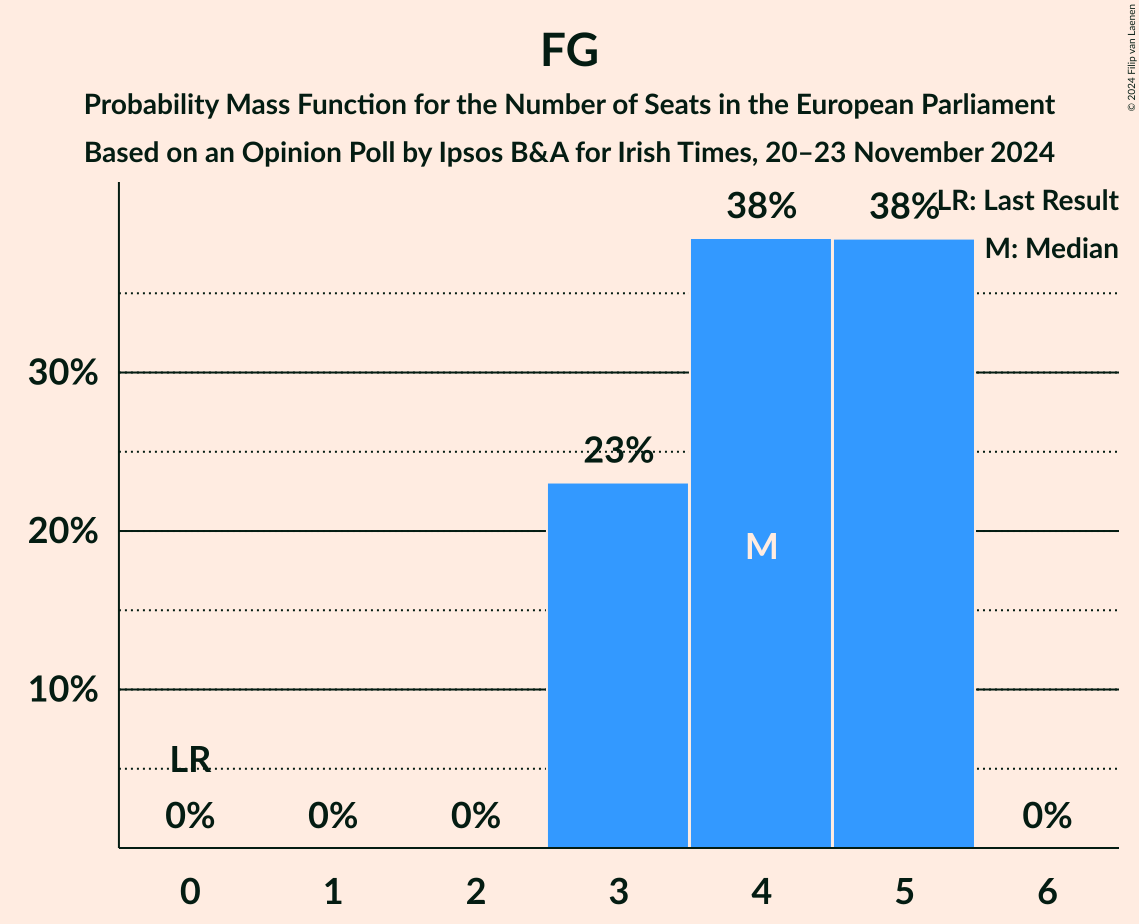 FG
Probability Mass Function for the Number of Seats in the European Parliament
Based on an Opinion Poll by Ipsos B&A for Irish Times, 20–23 November 2024
© 2024 Filip van Laenen
LR: Last Result
M: Median
38%
38%
30%
23%
20%
M
10%
LR
0%
0%
0%
0%
0
1
2
3
4
5
6